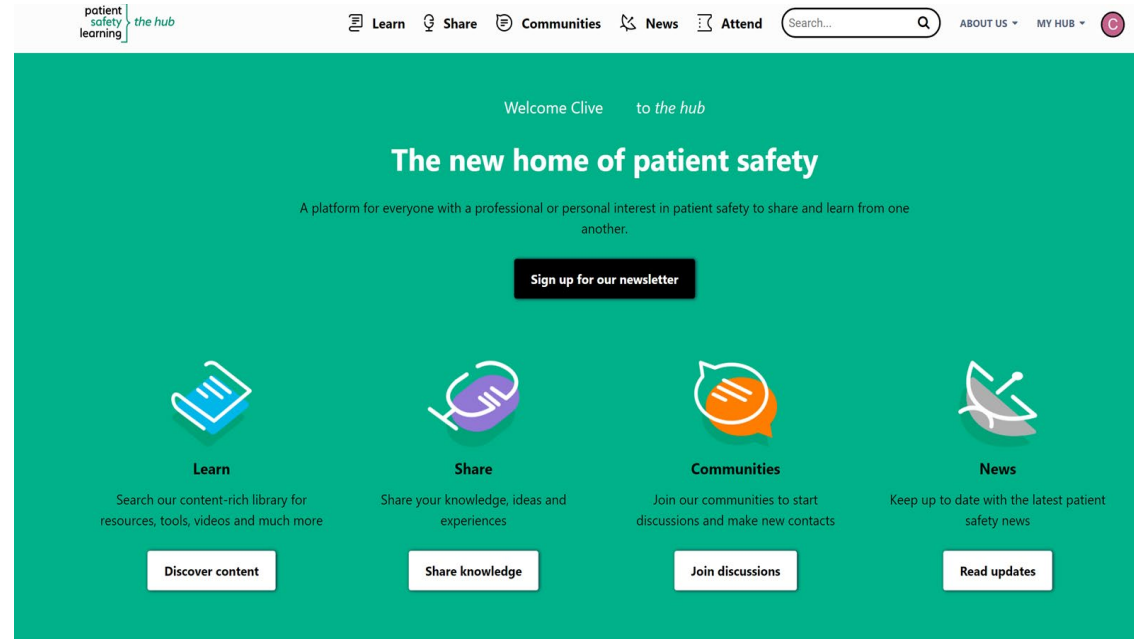 patient
safety
learning
the hub
Learn
Share
Communities
News
Attend
Search...
ABOUT US
MY HUB
C
Welcome Clive to the hub
The new home of patient safety
A platform for everyone with a professional or personal interest in patient safety to share and learn from one
another.
Sign up for our newsletter
Learn
Search our content-rich library for
resources, tools, videos and much more
Discover content
Share
Share your knowledge, ideas and
experiences
Share knowledge
Communities
Join our communities to start
discussions and make new contacts
Join discussions
News
Keep up to date with the latest patient
safety news
Read updates